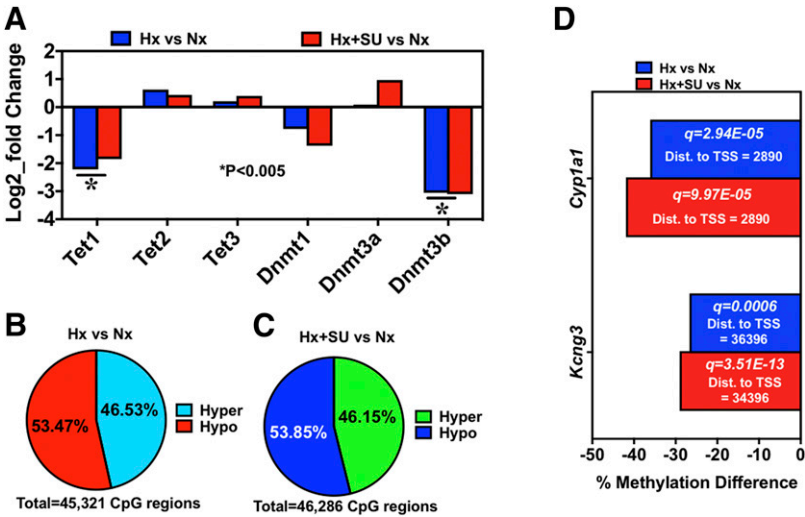 A
Hx vs Nx
Hx+SU vs Nx
Log2_fold Change
2
1
0
-1
-2
-3
-4
*
*P<0.005
*
Tet1
Tet2
Tet3
Dnmt1
Dnmt3a
Dnmt3b
B
Hx vs Nx
46.53%
53.47%
Hyper
Hypo
Total=45,321 CpG regions
C
Hx+SU vs Nx
46.15%
53.85%
Hyper
Hypo
Total=46,286 CpG regions
D
Hx vs Nx
Hx+SU vs Nx
Cyp1a1
q=2.94E-05
Dist. to TSS = 2890
q=9.97E-05
Dist. to TSS = 2890
Kcng3
q=0.0006
Dist. to TSS
= 36396
q=3.51E-13
Dist. to TSS
= 34396
-50 -40 -30 -20 -10 0
% Methylation Difference